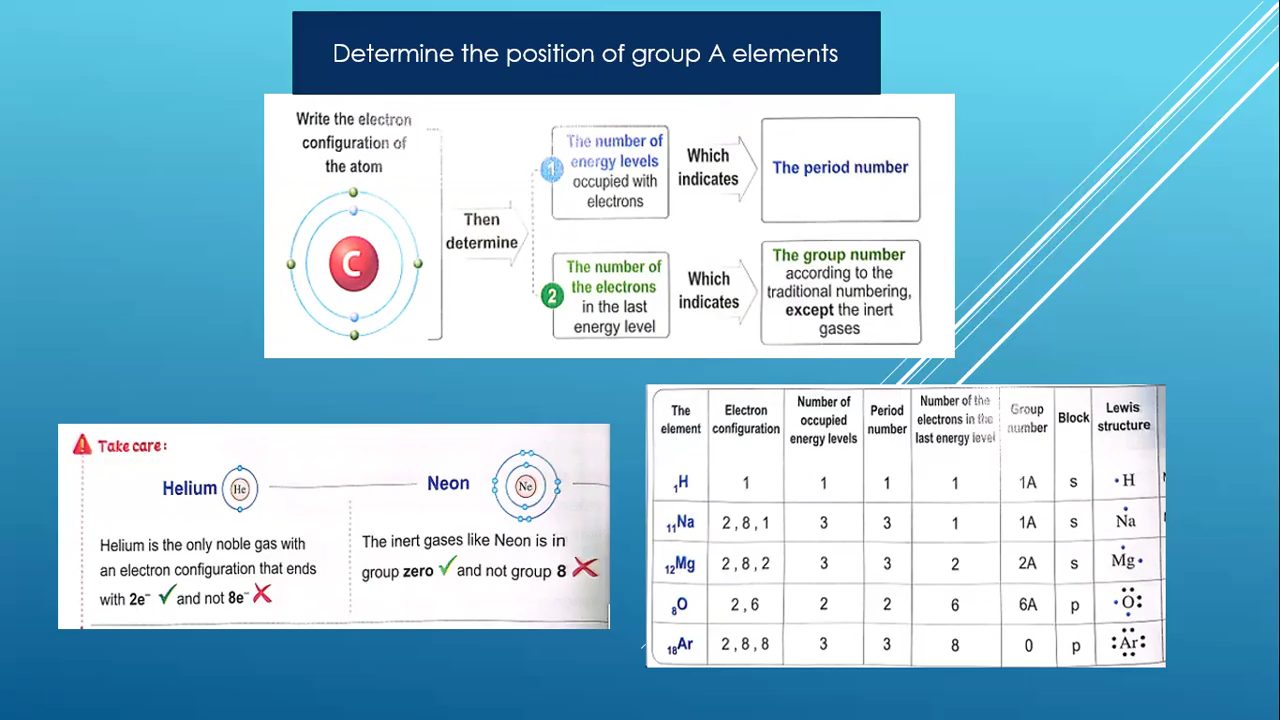 Determine the position of group A elements
Write the electron
configuration of
the atom
C
Then
determine
1
The number of
energy levels
occupied with
electrons
Which
indicates
The period number
2
The number of
the electrons
in the last
energy level
Which
indicates
The group number
according to the
traditional numbering,
except the inert
gases
Take care:
Helium He
Helium is the only noble gas with
an electron configuration that ends
with 2e⁻ ✓ and not 8e⁻ ✗
Neon Ne
The inert gases like Neon is in
group zero ✓ and not group 8 ✗
The element Electron configuration Number of occupied energy levels Period number Number of the electrons in the last energy level Group number Block Lewis structure
₁H 1 1 1 1 1A s ·H
₁₁Na 2 , 8 , 1 3 3 1 1A s Na
₁₂Mg 2 , 8 , 2 3 3 2 2A s Mg·
₈O 2 , 6 2 2 6 6A p ·O:
₁₈Ar 2 , 8 , 8 3 3 8 0 p :Ar: